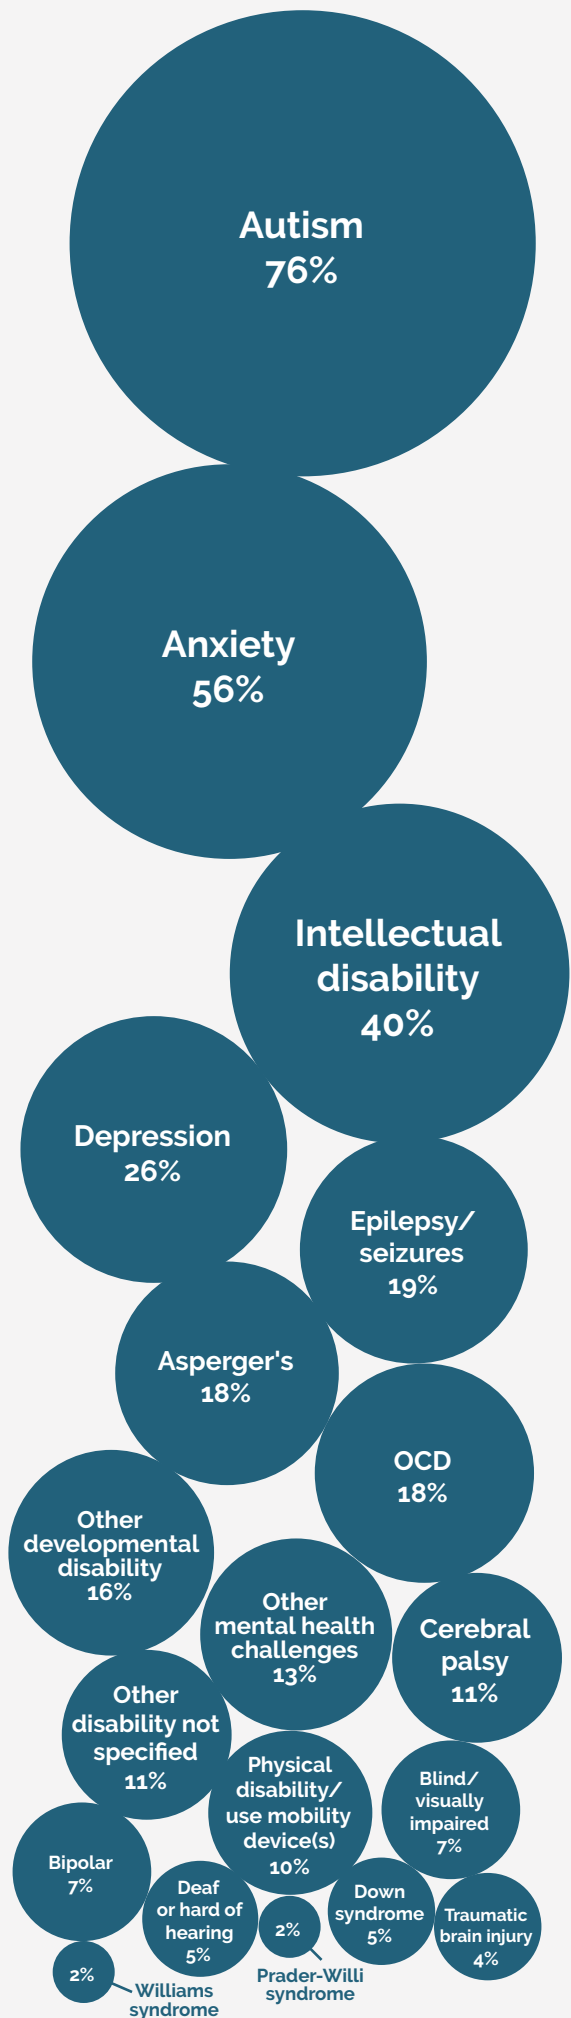 Autism
76%
Anxiety
56%
Intellectual
disability
40%
Depression
26%
Epilepsy/
seizures
19%
Asperger's
18%
OCD
18%
Other
developmental
disability
16%
Other
mental health
challenges
13%
Cerebral
palsy
11%
Other
disability not
specified
11%
Physical
disability/
use mobility
device(s)
10%
Blind/
visually
impaired
7%
Bipolar
7%
Deaf
or hard of
hearing
5%
2%
Prader-Willi
syndrome
Down
syndrome
5%
Traumatic
brain injury
4%
2%
Williams
syndrome